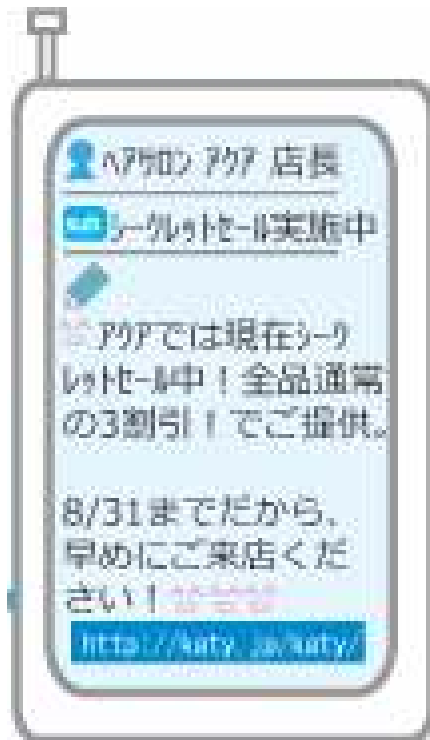 ﾍｱｻﾛﾝ ｱｸｱ 店長
ｼｰｸﾚｯﾄｾｰﾙ実施中
ｱｸｱでは現在ｼｰｸ
ﾚｯﾄｾｰﾙ中！全品通常
の3割引！でご提供。
8/31までだから、
早めにご来店くだ
さい！
http://katy.jp/katy/